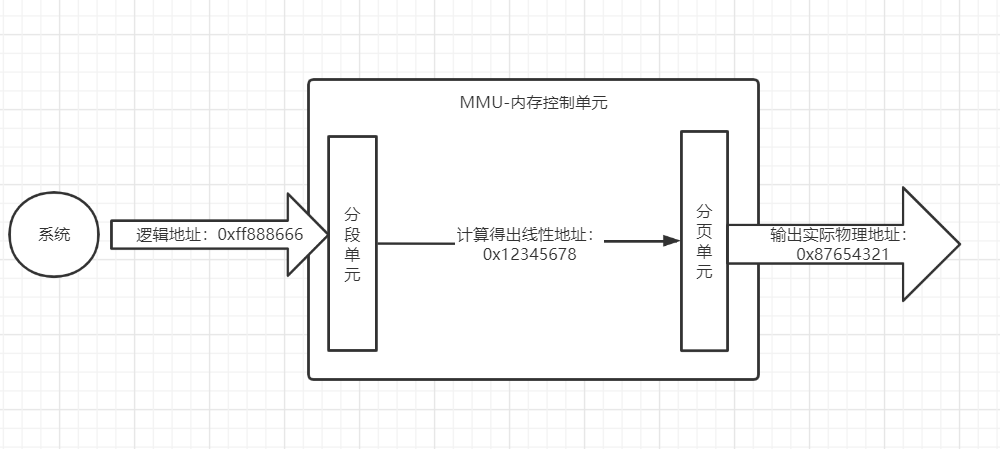 MMU-内存控制单元
系统
逻辑地址：0xff888666
分
段
单
元
计算得出线性地址：
0x12345678
分
页
单
元
输出实际物理地址：
0x87654321